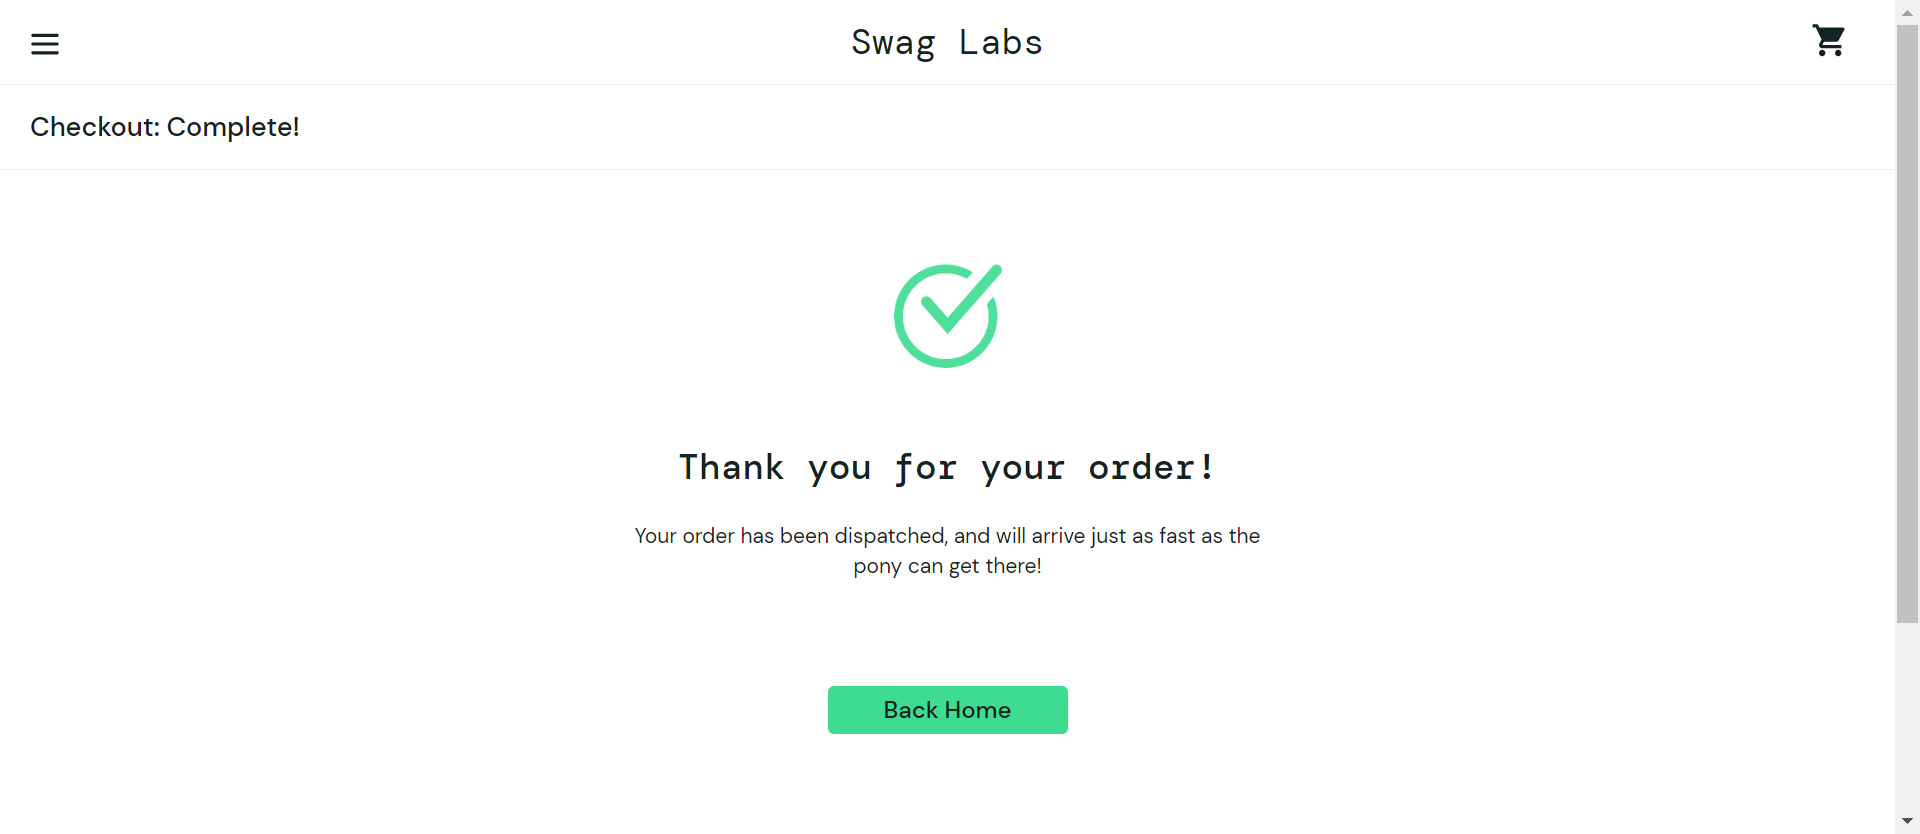 Swag Labs
Checkout: Complete!
Thank you for your order!
Your order has been dispatched, and will arrive just as fast as the
pony can get there!
Back Home